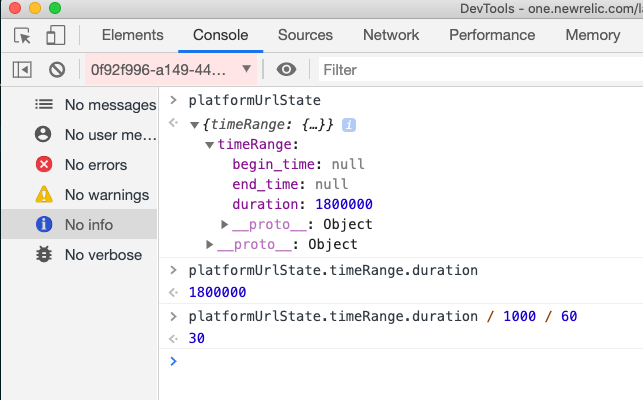 DevTools - one.newrelic.com/la
Elements Console Sources Network Performance Memory
0f92f996-a149-44… ▼ Filter
No messages
No user me…
No errors
No warnings
No info
No verbose
> platformUrlState
<· ▼{timeRange: {…}} i
▼timeRange:
begin_time: null
end_time: null
duration: 1800000
▶__proto__: Object
▶__proto__: Object
> platformUrlState.timeRange.duration
<· 1800000
> platformUrlState.timeRange.duration / 1000 / 60
<· 30
>